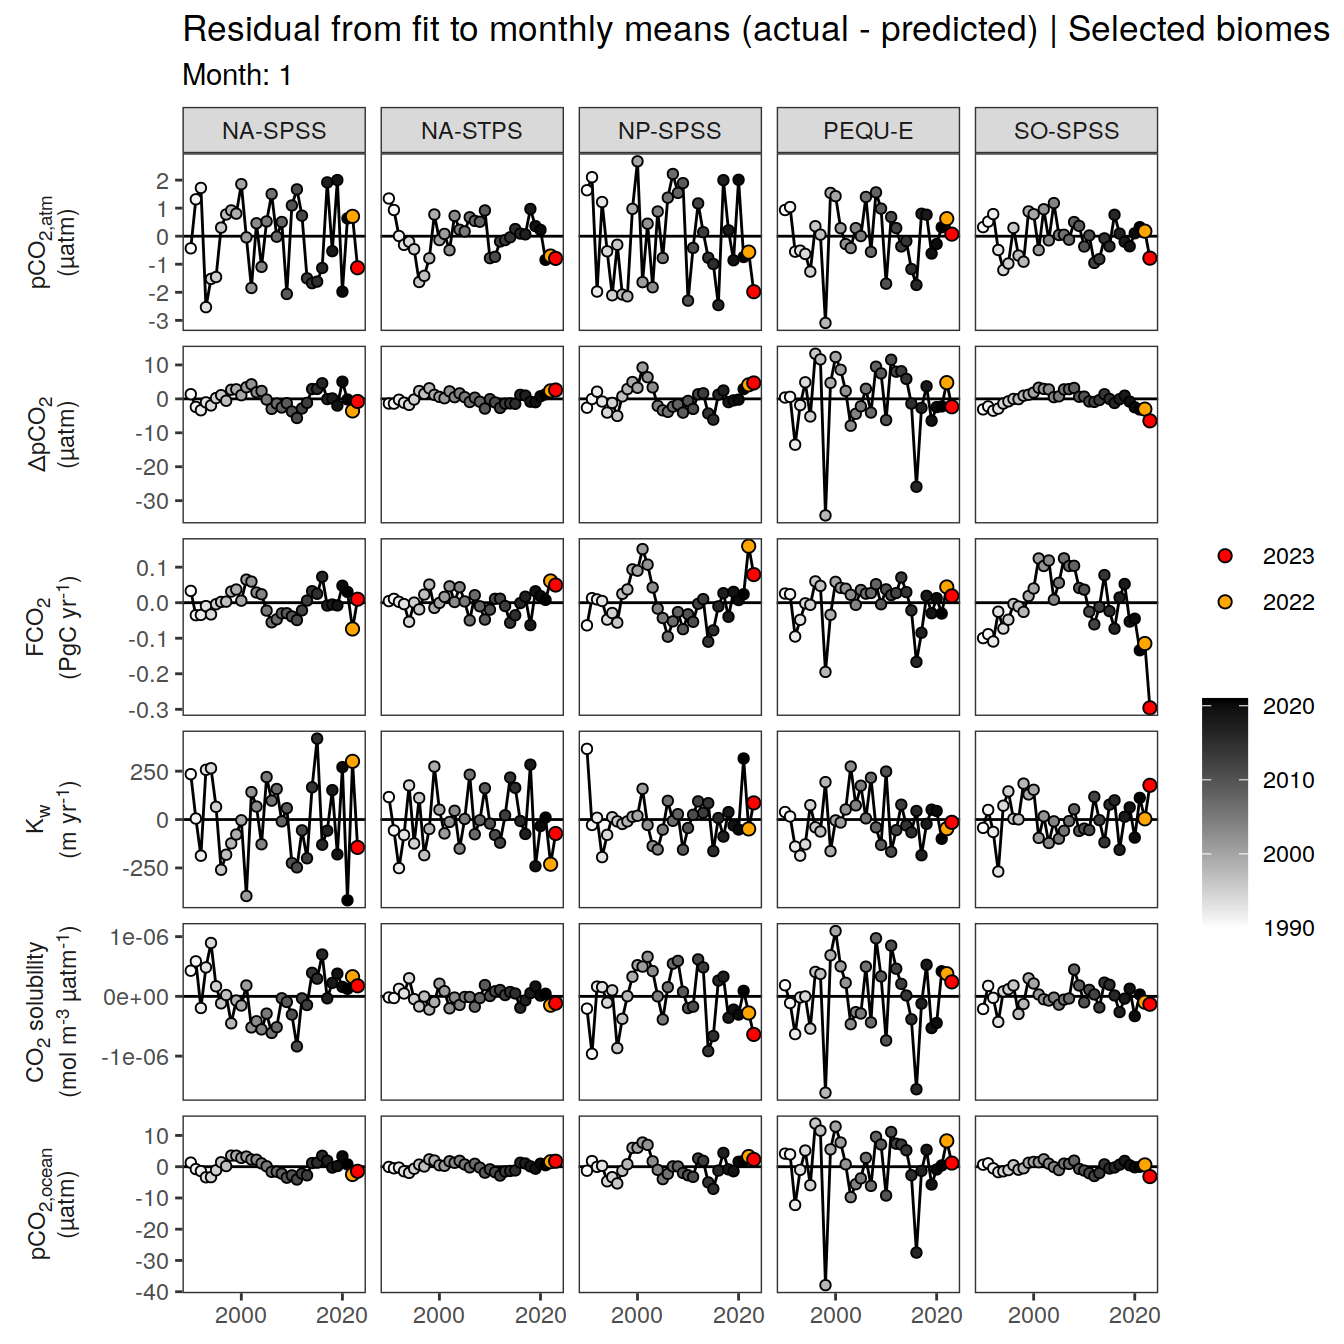 Residual from fit to monthly means (actual - predicted) | Selected biomes
Month: 1
NA-SPSS NA-STPS NP-SPSS PEQU-E SO-SPSS
pCO2,atm
(µatm)
2
1
0
-1
-2
-3
ΔpCO2
(µatm)
10
0
-10
-20
-30
FCO2
(PgC yr-1)
0.1
0.0
-0.1
-0.2
-0.3
Kw
(m yr-1)
250
0
-250
CO2 solubility
(mol m-3 µatm-1)
1e-06
0e+00
-1e-06
pCO2,ocean
(µatm)
10
0
-10
-20
-30
-40
2000 2020 2000 2020 2000 2020 2000 2020 2000 2020
2023
2022
2020
2010
2000
1990